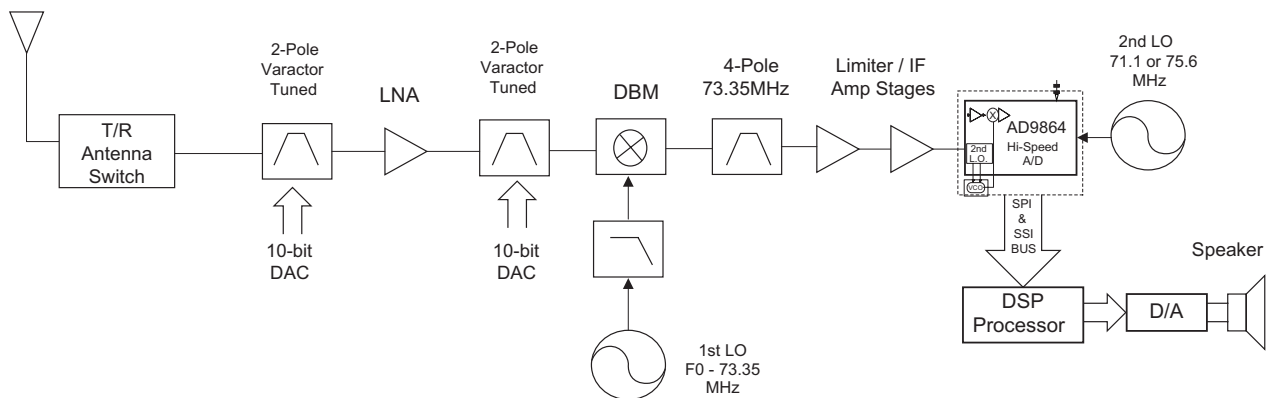 2-Pole
Varactor
Tuned
2-Pole
Varactor
Tuned
2nd LO
71.1 or 75.6
MHz
LNA
DBM
4-Pole
73.35MHz
Limiter / IF
Amp Stages
T/R
Antenna
Switch
X
AD9864
Hi-Speed
A/D
2nd
L.O.
VCO
10-bit
DAC
10-bit
DAC
SPI
&
SSI
BUS
Speaker
DSP
Processor
D/A
1st LO
F0 - 73.35
MHz